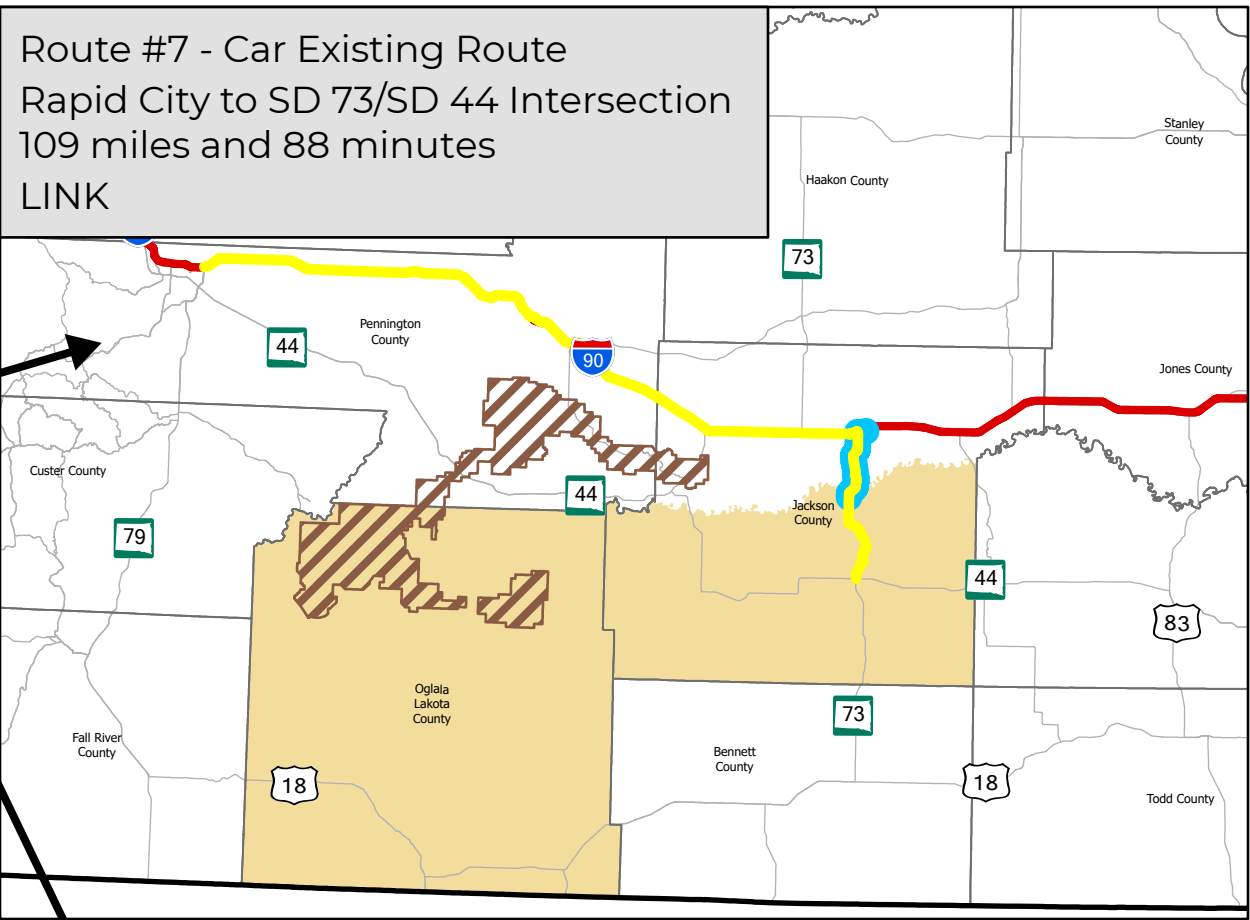 Route #7 - Car Existing Route
Rapid City to SD 73/SD 44 Intersection
109 miles and 88 minutes
LINK
Stanley
County
Haakon County
73
44
Pennington
County
90
Jones County
Custer County
79
44
Jackson
County
44
83
Oglala
Lakota
County
73
Fall River
County
18
Bennett
County
18
Todd County